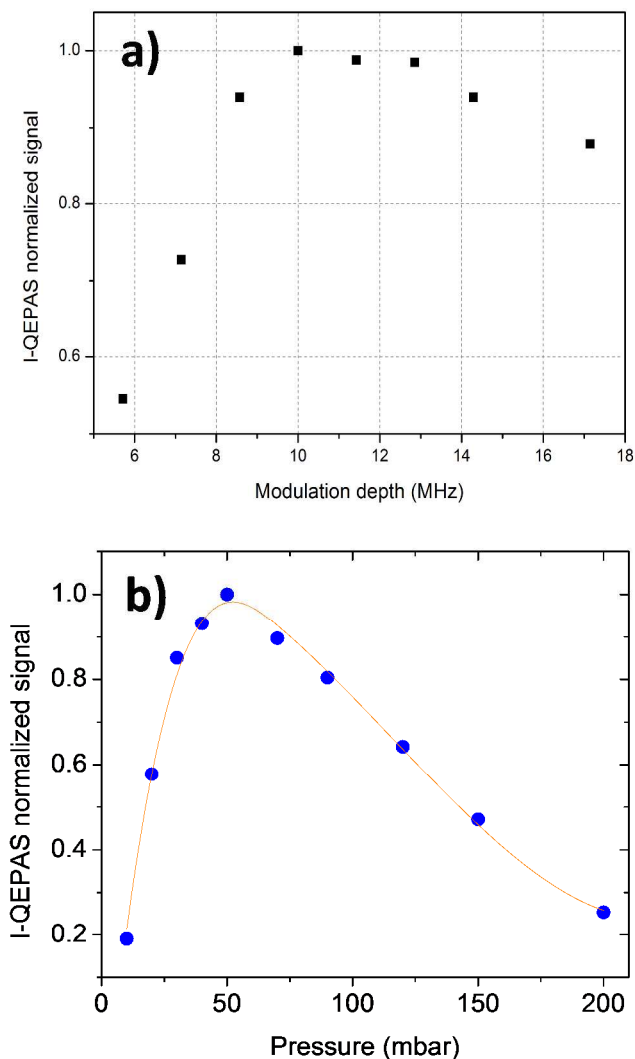 a)
1.0
0.8
0.6
I-QEPAS normalized signal
6 8 10 12 14 16 18
Modulation depth (MHz)
b)
1.0
0.8
0.6
0.4
0.2
I-QEPAS normalized signal
0 50 100 150 200
Pressure (mbar)